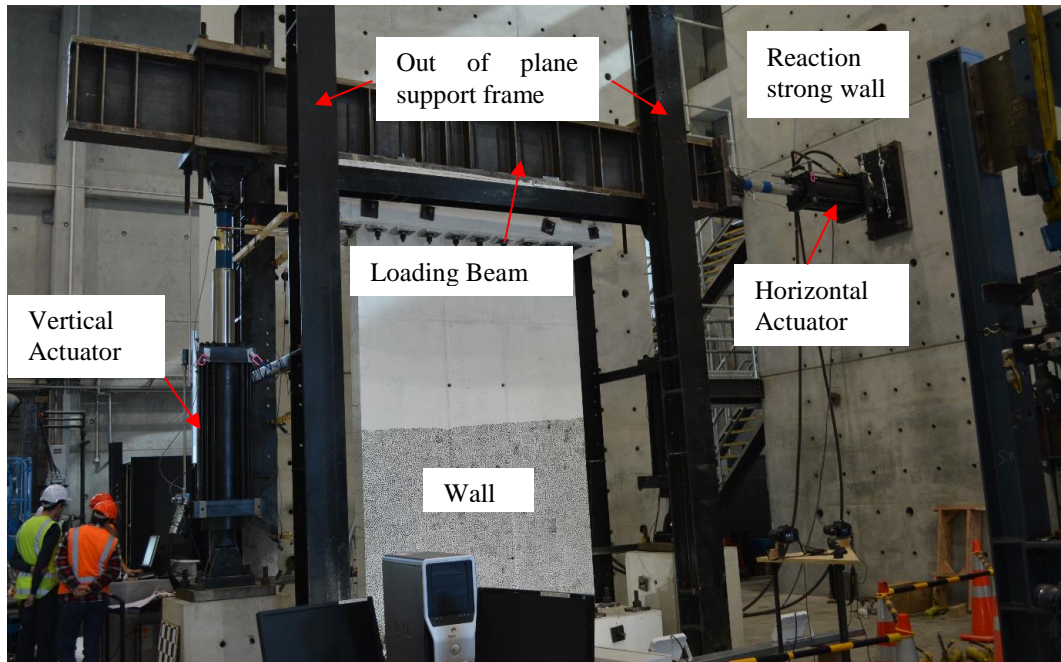 Out of plane
support frame
Reaction
strong wall
Loading Beam
Horizontal
Actuator
Vertical
Actuator
Wall